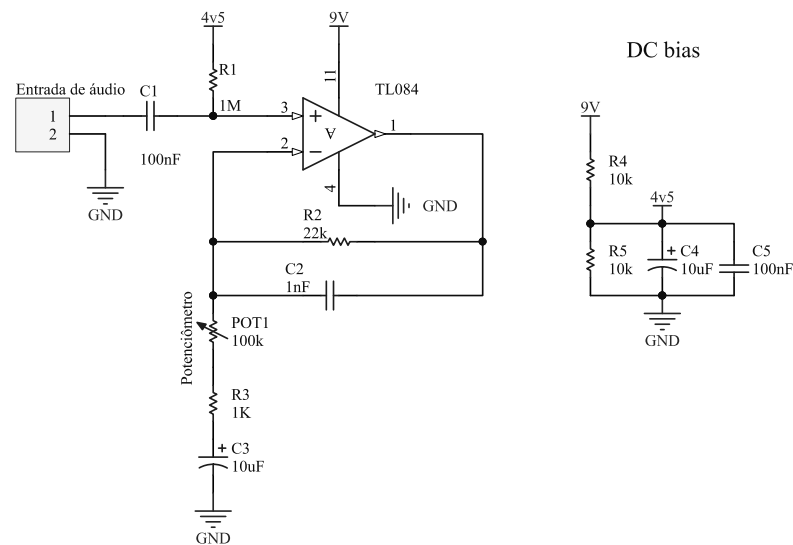 4v5
9V
R1
1M
11
TL084
Entrada de áudio
1
2
C1
100nF
GND
3
2
A
1
4
GND
R2
22k
C2
1nF
Potenciômetro
POT1
100k
R3
1K
+ C3
10uF
GND
DC bias
9V
R4
10k
4v5
R5
10k
+ C4
10uF
C5
100nF
GND